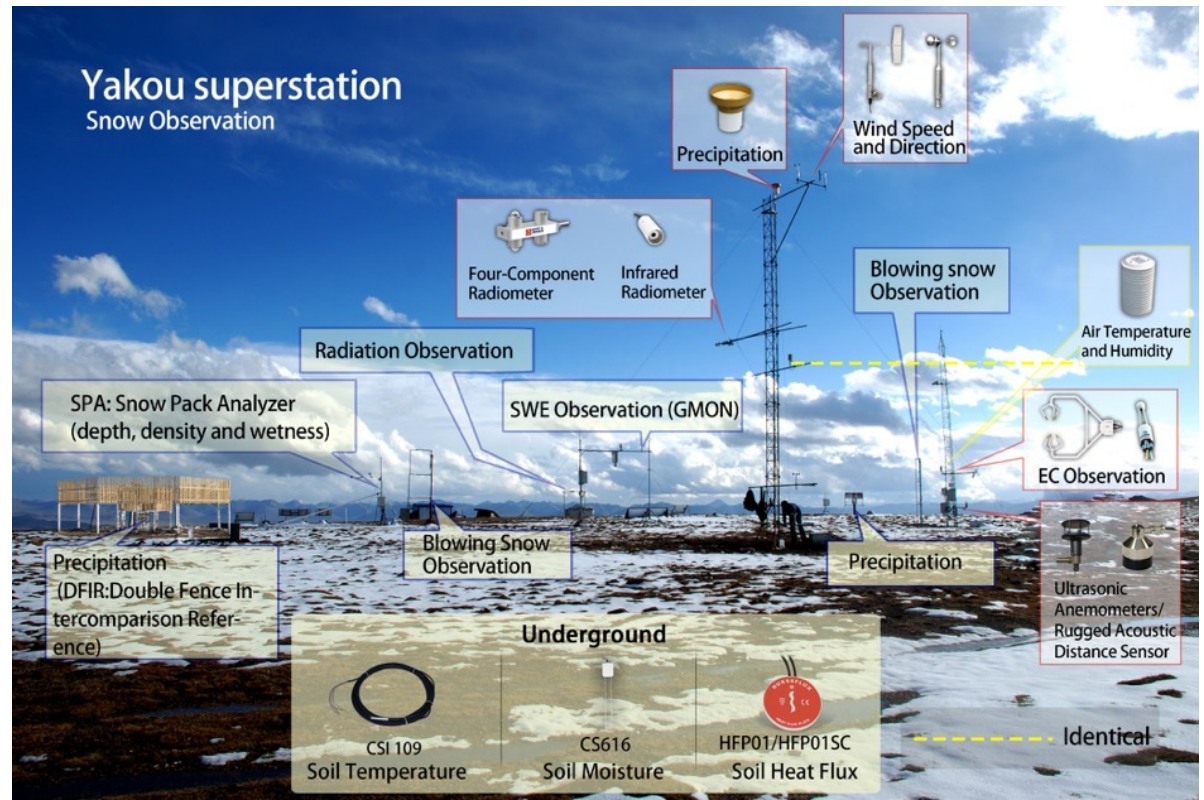 Yakou superstation
Snow Observation
Wind Speed
and Direction
Precipitation
Four-Component
Radiometer
Infrared
Radiometer
Blowing snow
Observation
Air Temperature
and Humidity
Radiation Observation
SPA: Snow Pack Analyzer
(depth, density and wetness)
SWE Observation (GMON)
EC Observation
Precipitation
(DFIR:Double Fence In-
tercomparison Refer-
ence)
Blowing Snow
Observation
Precipitation
Ultrasonic
Anemometers/
Rugged Acoustic
Distance Sensor
Underground
CSI 109
Soil Temperature
CS616
Soil Moisture
HUKSEFLUX
HFP01/HFP01SC
Soil Heat Flux
Identical